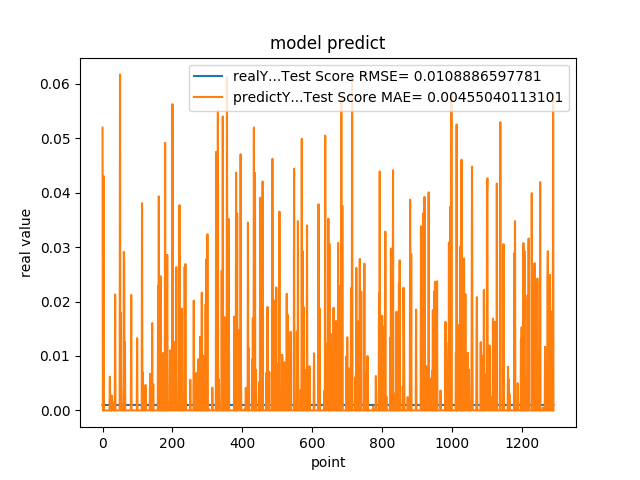 model predict
realY...Test Score RMSE= 0.0108886597781
predictY...Test Score MAE= 0.00455040113101
0.06
0.05
0.04
0.03
0.02
0.01
0.00
real value
0 200 400 600 800 1000 1200
point